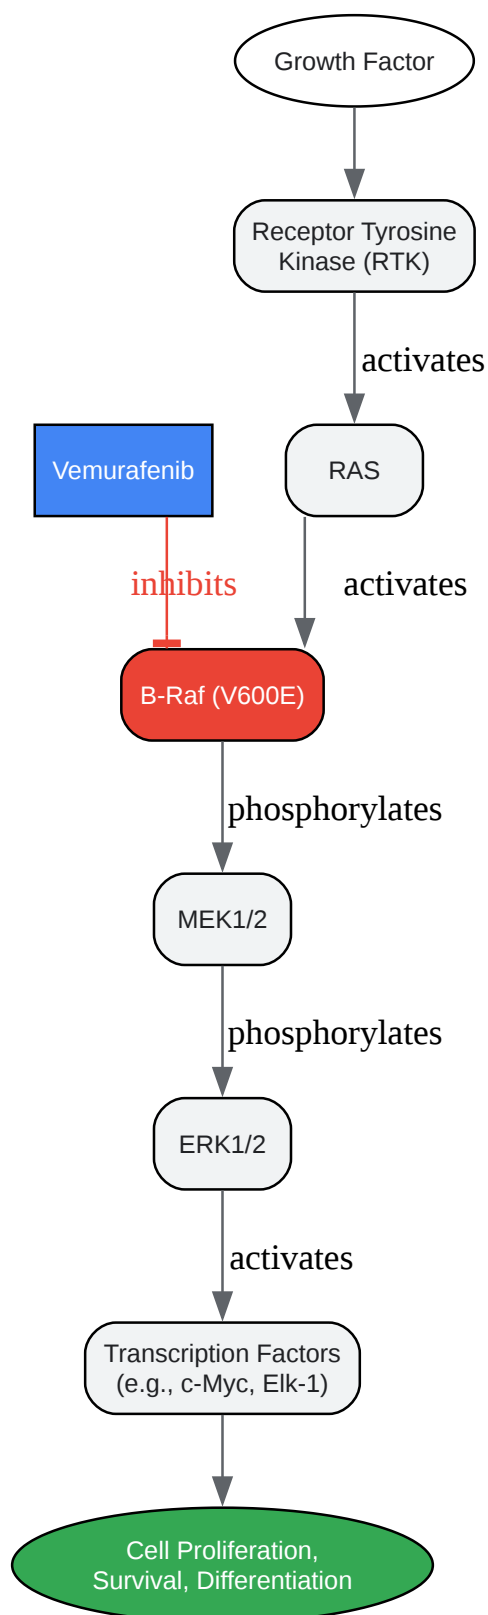 Growth Factor
Receptor Tyrosine
Kinase (RTK)
activates
Vemurafenib
RAS
inhibits
activates
B-Raf (V600E)
phosphorylates
MEK1/2
phosphorylates
ERK1/2
activates
Transcription Factors
(e.g., c-Myc, Elk-1)
Cell Proliferation,
Survival, Differentiation